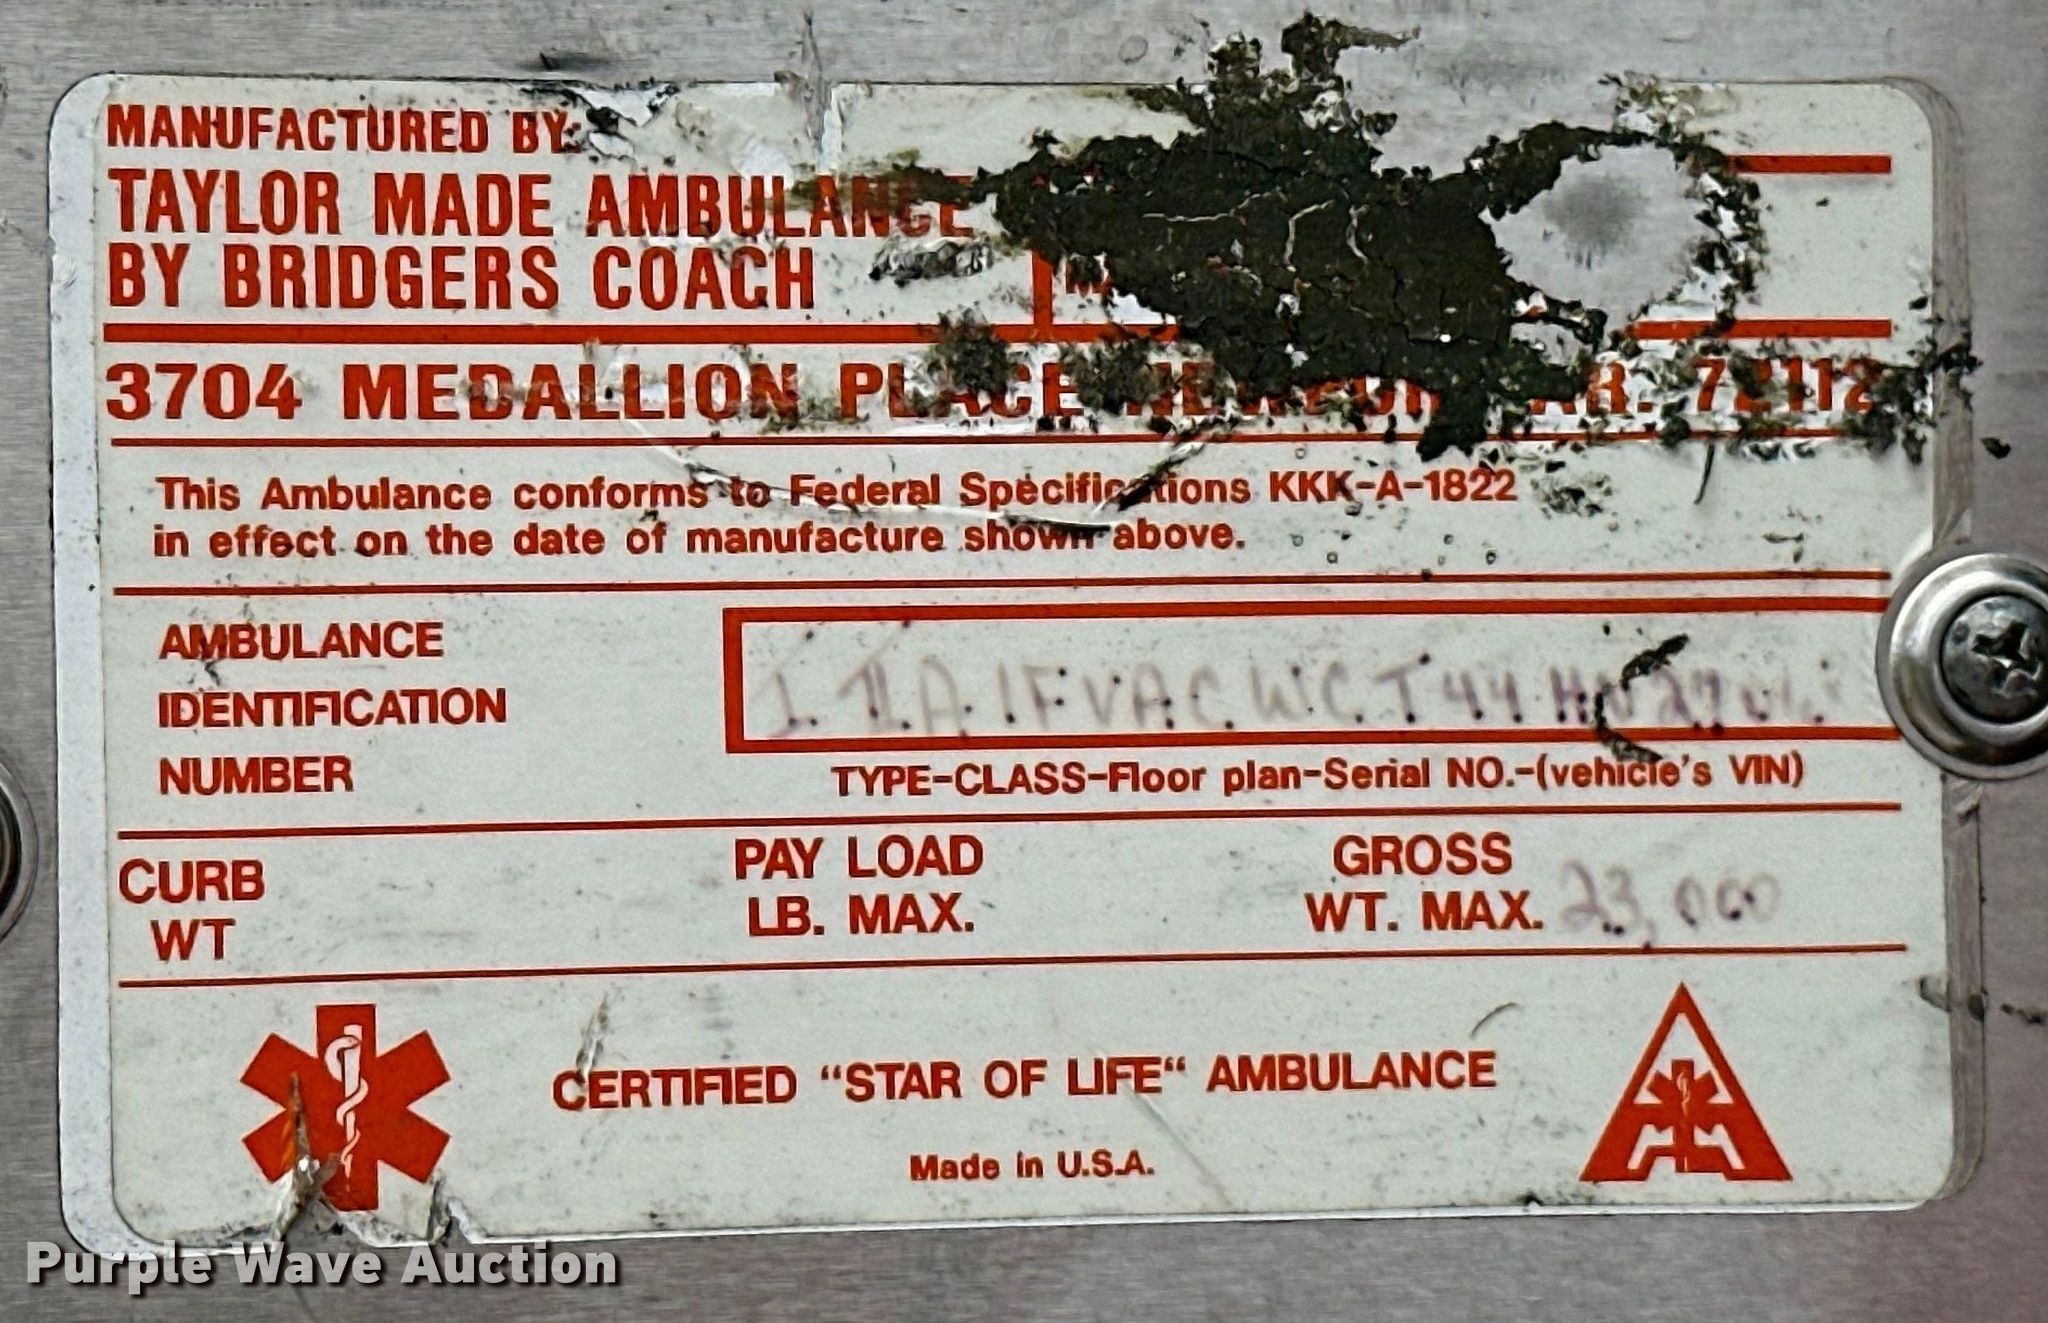 MANUFACTURED BY:
TAYLOR MADE AMBULANCE
BY BRIDGERS COACH
3704 MEDALLION PLACE NEWPORT AR. 72112
This Ambulance conforms to Federal Specifications KKK-A-1822
in effect on the date of manufacture shown above.
AMBULANCE
IDENTIFICATION
NUMBER
TYPE-CLASS-Floor plan-Serial NO.-(vehicle's VIN)
CURB
WT
PAY LOAD
LB. MAX.
GROSS
WT. MAX. 23,000
CERTIFIED "STAR OF LIFE" AMBULANCE
Made in U.S.A.
Purple Wave Auction